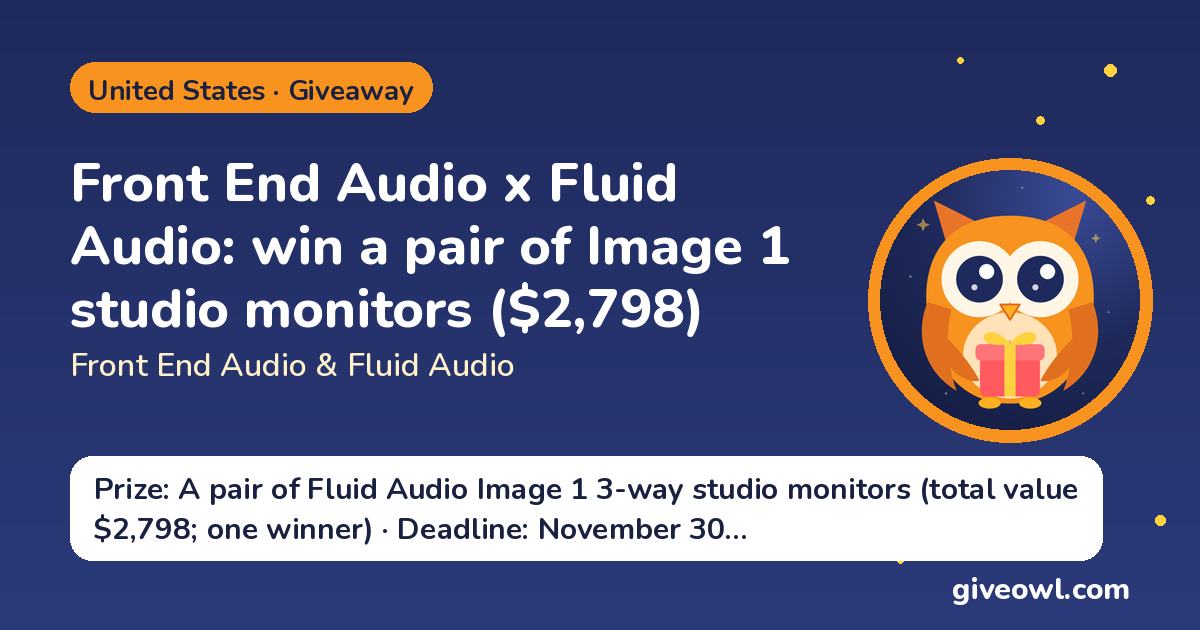 United States · Giveaway
Front End Audio x Fluid
Audio: win a pair of Image 1
studio monitors ($2,798)
Front End Audio & Fluid Audio
Prize: A pair of Fluid Audio Image 1 3-way studio monitors (total value
$2,798; one winner) · Deadline: November 30...
giveowl.com